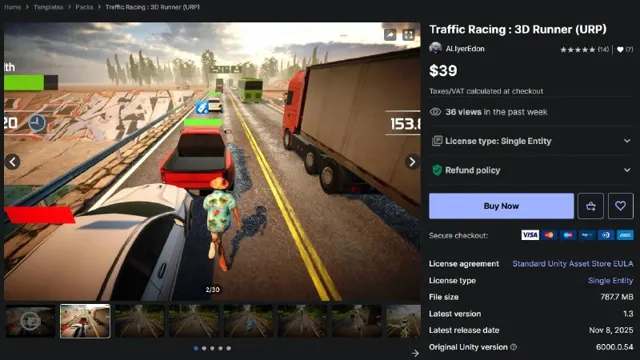 Home > Templates > Packs > Traffic Racing : 3D Runner (URP)
Traffic Racing : 3D Runner (URP)
ALIyerEdon
(14) | (7)
$39
Taxes/VAT calculated at checkout
36 views in the past week
License type: Single Entity
Refund policy
Buy Now
Secure checkout:
VISA
License agreement Standard Unity Asset Store EULA
License type Single Entity
File size 787.7 MB
Latest version 1.3
Latest release date Nov 8, 2025
Original Unity version 6000.0.54
lth
20
153.8
2/30